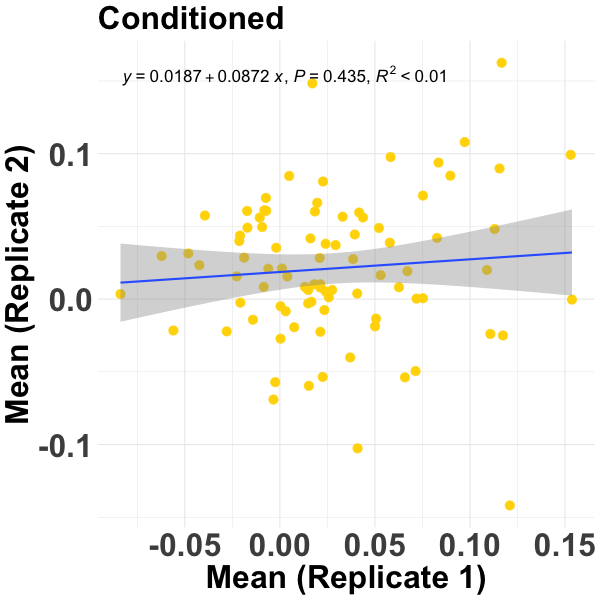 Conditioned
y = 0.0187 + 0.0872 x, P = 0.435, R² < 0.01
Mean (Replicate 2)
0.1
0.0
-0.1
-0.05 0.00 0.05 0.10 0.15
Mean (Replicate 1)